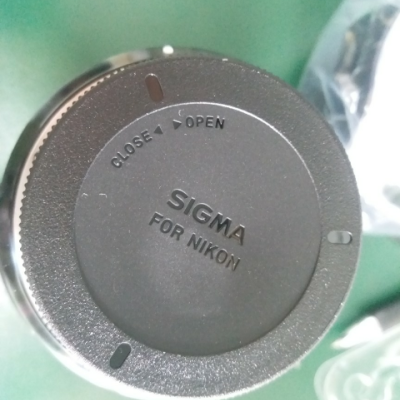 CLOSE◄ ►OPEN
SIGMA
FOR NIKON